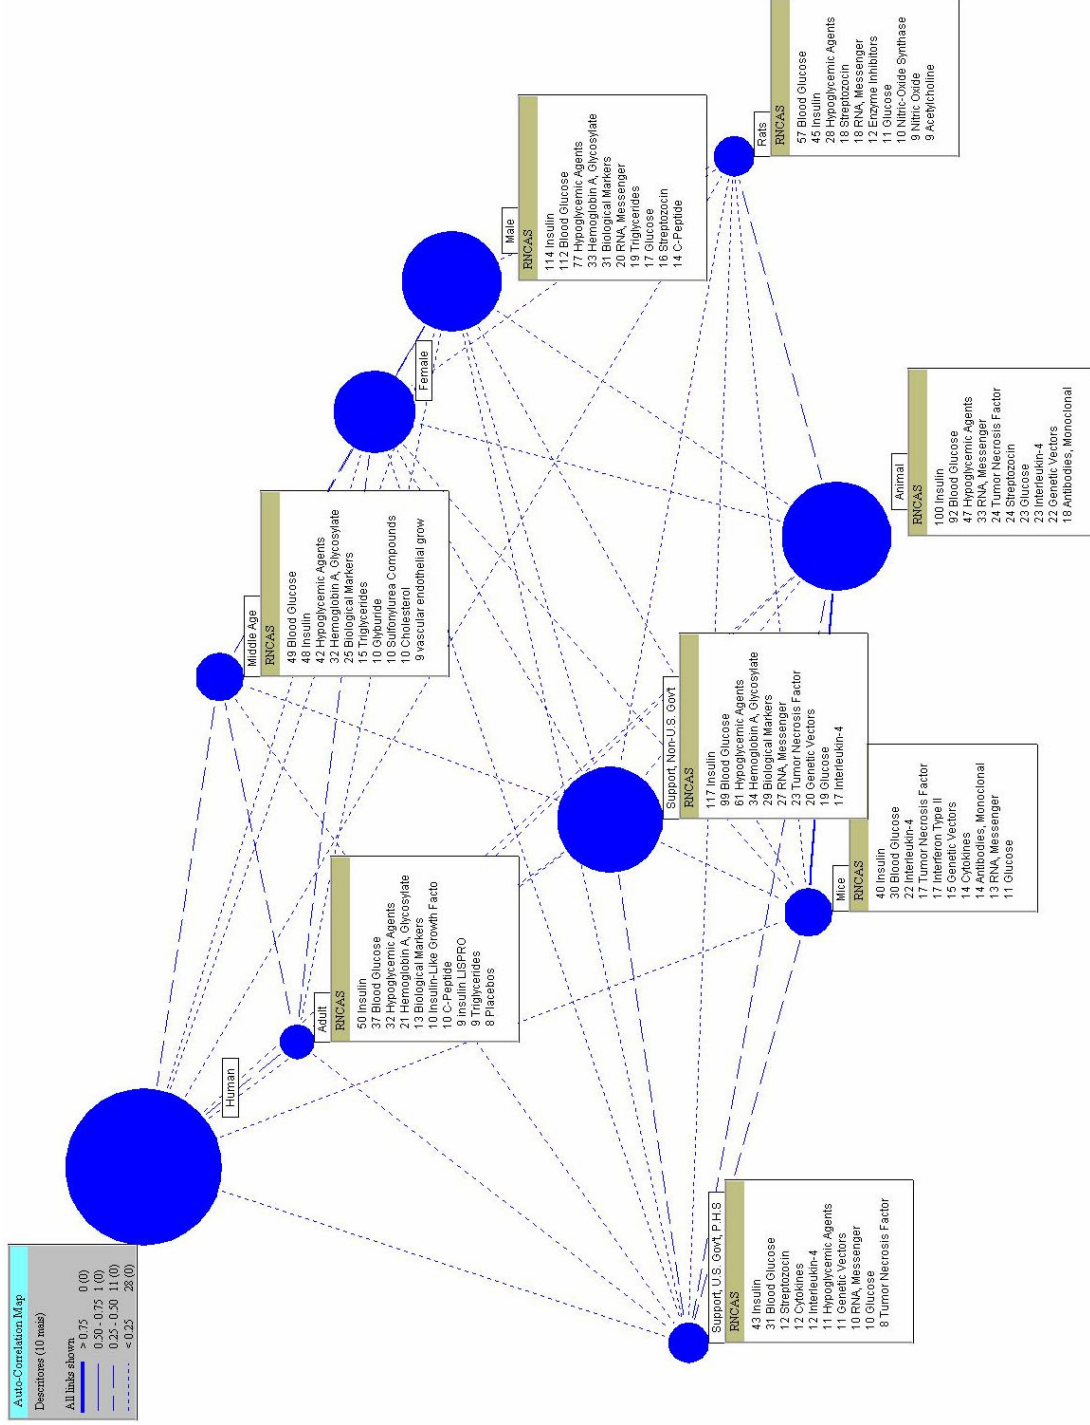 Auto-Correlation Map
Descritores (10 mais)
All links shown
> 0.75 0 (0)
0.50 - 0.75 1 (0)
0.25 - 0.50 11 (0)
< 0.25 28 (0)
Human
Adult
RNCAS
50 Insulin
37 Blood Glucose
32 Hypoglycemic Agents
21 Hemoglobin A, Glycosylate
13 Biological Markers
10 Insulin-Like Growth Facto
10 C-Peptide
9 Insulin LISPRO
9 Triglycerides
8 Placebos
Middle Age
RNCAS
49 Blood Glucose
48 Insulin
42 Hypoglycemic Agents
32 Hemoglobin A, Glycosylate
25 Biological Markers
15 Triglycerides
10 Glyburide
10 Sulfonylurea Compounds
10 Cholesterol
9 vascular endothelial grow
Female
Male
RNCAS
114 Insulin
112 Blood Glucose
77 Hypoglycemic Agents
33 Hemoglobin A, Glycosylate
31 Biological Markers
20 RNA, Messenger
19 Triglycerides
17 Glucose
16 Streptozocin
14 C-Peptide
Support, U.S. Gov't, P.H.S
RNCAS
43 Insulin
31 Blood Glucose
12 Streptozocin
12 Cytokines
12 Interleukin-4
11 Hypoglycemic Agents
11 Genetic Vectors
10 RNA, Messenger
10 Glucose
8 Tumor Necrosis Factor
Support, Non-U.S. Gov't
RNCAS
117 Insulin
99 Blood Glucose
61 Hypoglycemic Agents
34 Hemoglobin A, Glycosylate
29 Biological Markers
27 RNA, Messenger
23 Tumor Necrosis Factor
20 Genetic Vectors
19 Glucose
17 Interleukin-4
Mice
RNCAS
40 Insulin
30 Blood Glucose
22 Interleukin-4
17 Tumor Necrosis Factor
17 Interferon Type II
15 Genetic Vectors
14 Cytokines
14 Antibodies, Monoclonal
13 RNA, Messenger
11 Glucose
Animal
RNCAS
100 Insulin
92 Blood Glucose
47 Hypoglycemic Agents
33 RNA, Messenger
24 Tumor Necrosis Factor
24 Streptozocin
23 Glucose
23 Interleukin-4
22 Genetic Vectors
18 Antibodies, Monoclonal
Rats
RNCAS
57 Blood Glucose
45 Insulin
28 Hypoglycemic Agents
18 Streptozocin
18 RNA, Messenger
12 Enzyme Inhibitors
11 Glucose
10 Nitric-Oxide Synthase
9 Nitric Oxide
9 Acetylcholine